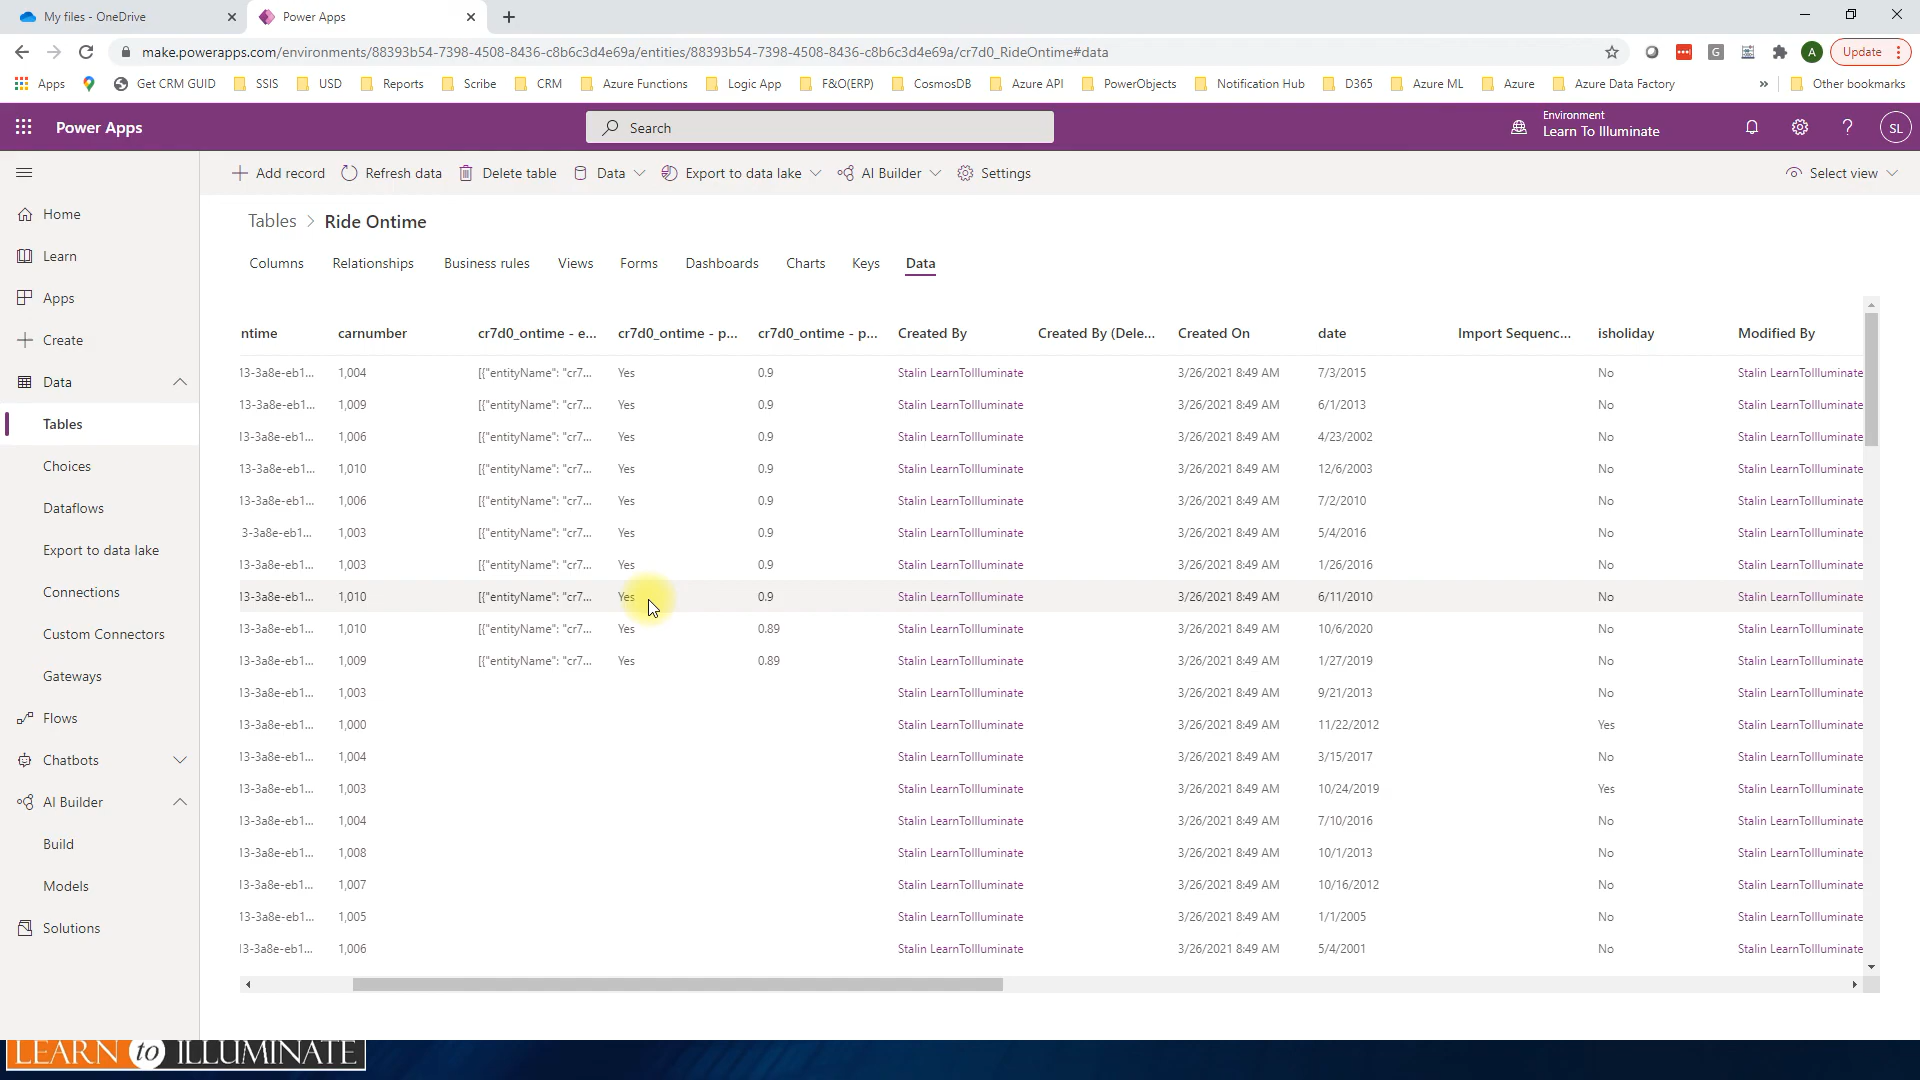 My files - OneDrive
Power Apps
make.powerapps.com/environments/88393b54-7398-4508-8436-c8b6c3d4e69a/entities/88393b54-7398-4508-8436-c8b6c3d4e69a/cr7d0_RideOntime#data
A Update
Apps Get CRM GUID SSIS USD Reports Scribe CRM Azure Functions Logic App F&O(ERP) CosmosDB Azure API PowerObjects Notification Hub D365 Azure ML Azure Azure Data Factory » Other bookmarks
Power Apps
Search
Environment
Learn To Illuminate
SL
Add record Refresh data Delete table Data Export to data lake AI Builder Settings Select view
Home
Learn
Apps
Create
Data
Tables
Choices
Dataflows
Export to data lake
Connections
Custom Connectors
Gateways
Flows
Chatbots
AI Builder
Build
Models
Solutions
Tables > Ride Ontime
Columns Relationships Business rules Views Forms Dashboards Charts Keys Data
ntime carnumber cr7d0_ontime - e... cr7d0_ontime - p... cr7d0_ontime - p... Created By Created By (Dele... Created On date Import Sequenc... isholiday Modified By
13-3a8e-eb1... 1,004 [{"entityName": "cr7... Yes 0.9 Stalin LearnToIlluminate 3/26/2021 8:49 AM 7/3/2015 No Stalin LearnToIlluminate
13-3a8e-eb1... 1,009 [{"entityName": "cr7... Yes 0.9 Stalin LearnToIlluminate 3/26/2021 8:49 AM 6/1/2013 No Stalin LearnToIlluminate
13-3a8e-eb1... 1,006 [{"entityName": "cr7... Yes 0.9 Stalin LearnToIlluminate 3/26/2021 8:49 AM 4/23/2002 No Stalin LearnToIlluminate
13-3a8e-eb1... 1,010 [{"entityName": "cr7... Yes 0.9 Stalin LearnToIlluminate 3/26/2021 8:49 AM 12/6/2003 No Stalin LearnToIlluminate
13-3a8e-eb1... 1,006 [{"entityName": "cr7... Yes 0.9 Stalin LearnToIlluminate 3/26/2021 8:49 AM 7/2/2010 No Stalin LearnToIlluminate
3-3a8e-eb1... 1,003 [{"entityName": "cr7... Yes 0.9 Stalin LearnToIlluminate 3/26/2021 8:49 AM 5/4/2016 No Stalin LearnToIlluminate
13-3a8e-eb1... 1,003 [{"entityName": "cr7... Yes 0.9 Stalin LearnToIlluminate 3/26/2021 8:49 AM 1/26/2016 No Stalin LearnToIlluminate
13-3a8e-eb1... 1,010 [{"entityName": "cr7... Yes 0.9 Stalin LearnToIlluminate 3/26/2021 8:49 AM 6/11/2010 No Stalin LearnToIlluminate
13-3a8e-eb1... 1,010 [{"entityName": "cr7... Yes 0.89 Stalin LearnToIlluminate 3/26/2021 8:49 AM 10/6/2020 No Stalin LearnToIlluminate
13-3a8e-eb1... 1,009 [{"entityName": "cr7... Yes 0.89 Stalin LearnToIlluminate 3/26/2021 8:49 AM 1/27/2019 No Stalin LearnToIlluminate
13-3a8e-eb1... 1,003 Stalin LearnToIlluminate 3/26/2021 8:49 AM 9/21/2013 No Stalin LearnToIlluminate
13-3a8e-eb1... 1,000 Stalin LearnToIlluminate 3/26/2021 8:49 AM 11/22/2012 Yes Stalin LearnToIlluminate
13-3a8e-eb1... 1,004 Stalin LearnToIlluminate 3/26/2021 8:49 AM 3/15/2017 No Stalin LearnToIlluminate
13-3a8e-eb1... 1,003 Stalin LearnToIlluminate 3/26/2021 8:49 AM 10/24/2019 Yes Stalin LearnToIlluminate
13-3a8e-eb1... 1,004 Stalin LearnToIlluminate 3/26/2021 8:49 AM 7/10/2016 No Stalin LearnToIlluminate
13-3a8e-eb1... 1,008 Stalin LearnToIlluminate 3/26/2021 8:49 AM 10/1/2013 No Stalin LearnToIlluminate
13-3a8e-eb1... 1,007 Stalin LearnToIlluminate 3/26/2021 8:49 AM 10/16/2012 No Stalin LearnToIlluminate
13-3a8e-eb1... 1,005 Stalin LearnToIlluminate 3/26/2021 8:49 AM 1/1/2005 No Stalin LearnToIlluminate
13-3a8e-eb1... 1,006 Stalin LearnToIlluminate 3/26/2021 8:49 AM 5/4/2001 No Stalin LearnToIlluminate
LEARN to ILLUMINATE